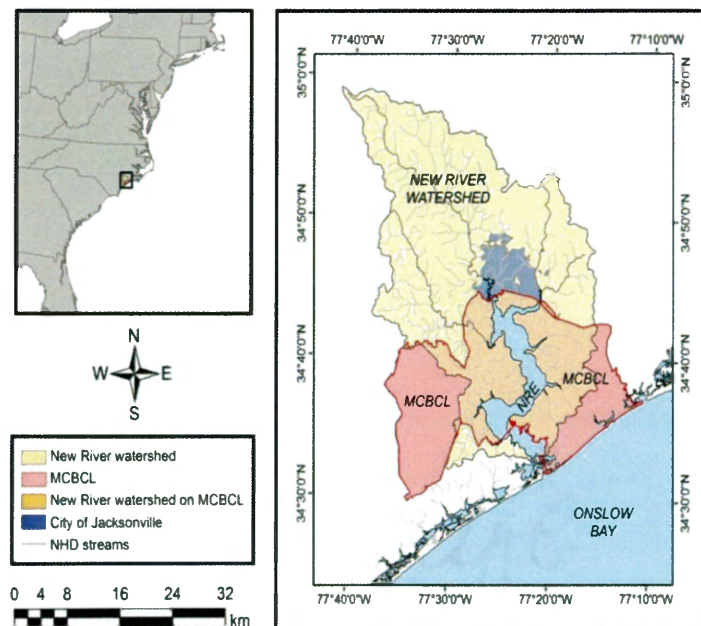 77°40'0"W 77°30'0"W 77°20'0"W 77°10'0"W
35°0'0"N
35°0'0"N
NEW RIVER
WATERSHED
34°50'0"N
34°50'0"N
34°40'0"N
34°40'0"N
MCBCL
MCBCL
NRE
34°30'0"N
34°30'0"N
ONSLOW
BAY
77°40'0"W 77°30'0"W 77°20'0"W 77°10'0"W
N
W E
S
New River watershed
MCBCL
New River watershed on MCBCL
City of Jacksonville
NHD streams
0 4 8 16 24 32
km